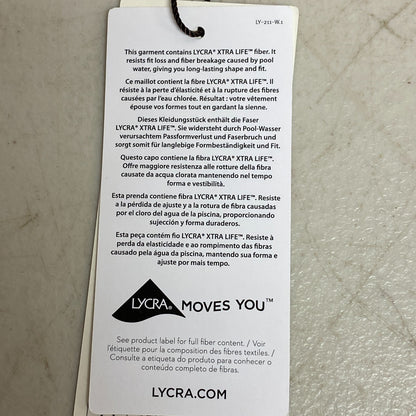 LY-211-W.1
This garment contains LYCRA® XTRA LIFE™ fiber. It
resists fit loss and fiber breakage caused by pool
water, giving you long-lasting shape and fit.
Ce maillot contient la fibre LYCRA® XTRA LIFE™. Il
résiste à la perte d'élasticité et à la rupture des fibres
causées par l'eau chlorée. Résultat : votre vêtement
épouse vos formes tout en gardant la sienne.
Dieses Kleidungsstück enthält die Faser
LYCRA® XTRA LIFE™. Sie widersteht durch Pool-Wasser
verursachtem Passformverlust und Faserbruch und
sorgt somit für langlebige Formbeständigkeit und Fit.
Questo capo contiene la fibra LYCRA® XTRA LIFE™.
Offre maggiore resistenza alle rotture della fibra
causate da acqua clorata mantenendo nel tempo
forma e vestibilità.
Esta prenda contiene fibra LYCRA® XTRA LIFE™. Resiste
a la pérdida de ajuste y a la rotura de fibra causadas
por el cloro del agua de la piscina, proporcionando
sujección y forma duraderos.
Esta peça contém fio LYCRA® XTRA LIFE™. Resiste à
perda da elasticidade e ao rompimento das fibras
causado pela água da piscina, mantendo sua forma e
ajuste por mais tempo.
LYCRA® MOVES YOU™
See product label for full fiber content. / Voir
l'étiquette pour la composition des fibres textiles. /
Consulte a etiqueta do produto para conhecer o
conteúdo completo de fibras.
LYCRA.COM